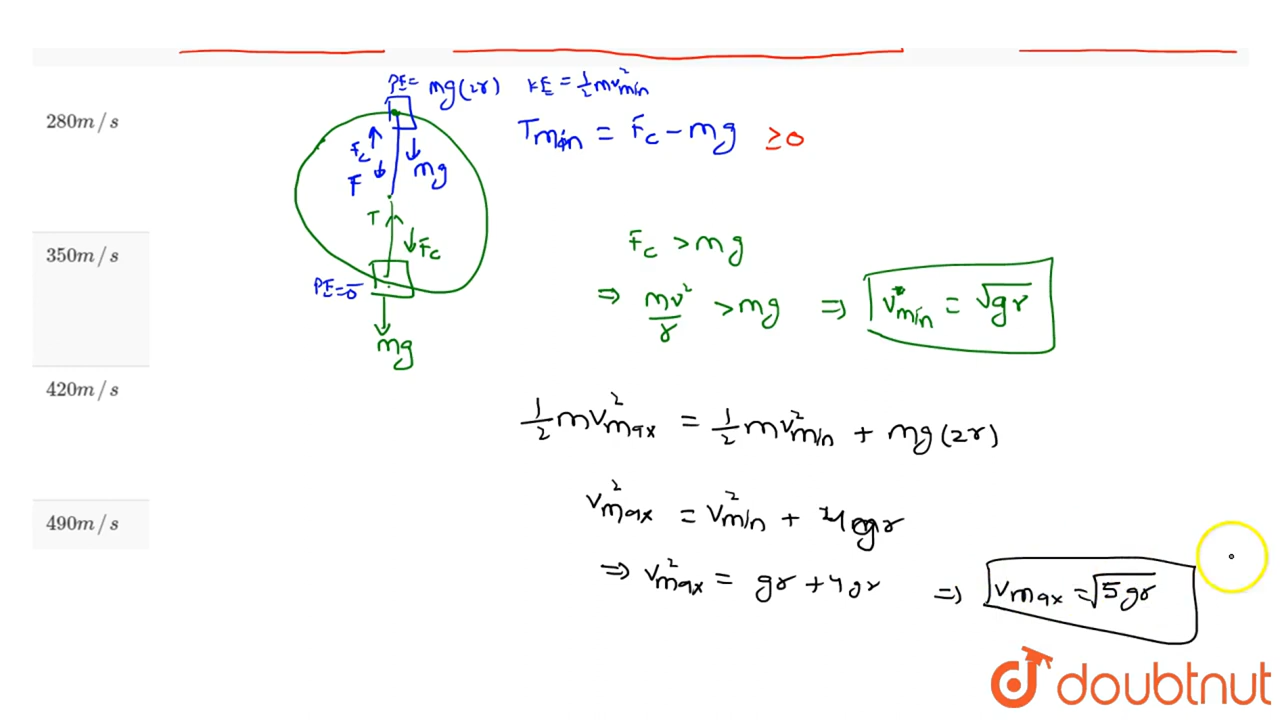 PE = mg(2r) KE = 1/2 mv²min
280m/s
Tmin = Fc - mg ≥0
Fc
mg
F
T
Fc > mg
350m/s
Fc
PE=0
⇒ mv²/r > mg ⇒ vmin = √gr
mg
420m/s
1/2 mv²max = 1/2 mv²min + mg(2r)
490m/s
v²max = v²min + 4gr
⇒ v²max = gr + 4gr ⇒ vmax = √5gr
doubtnut